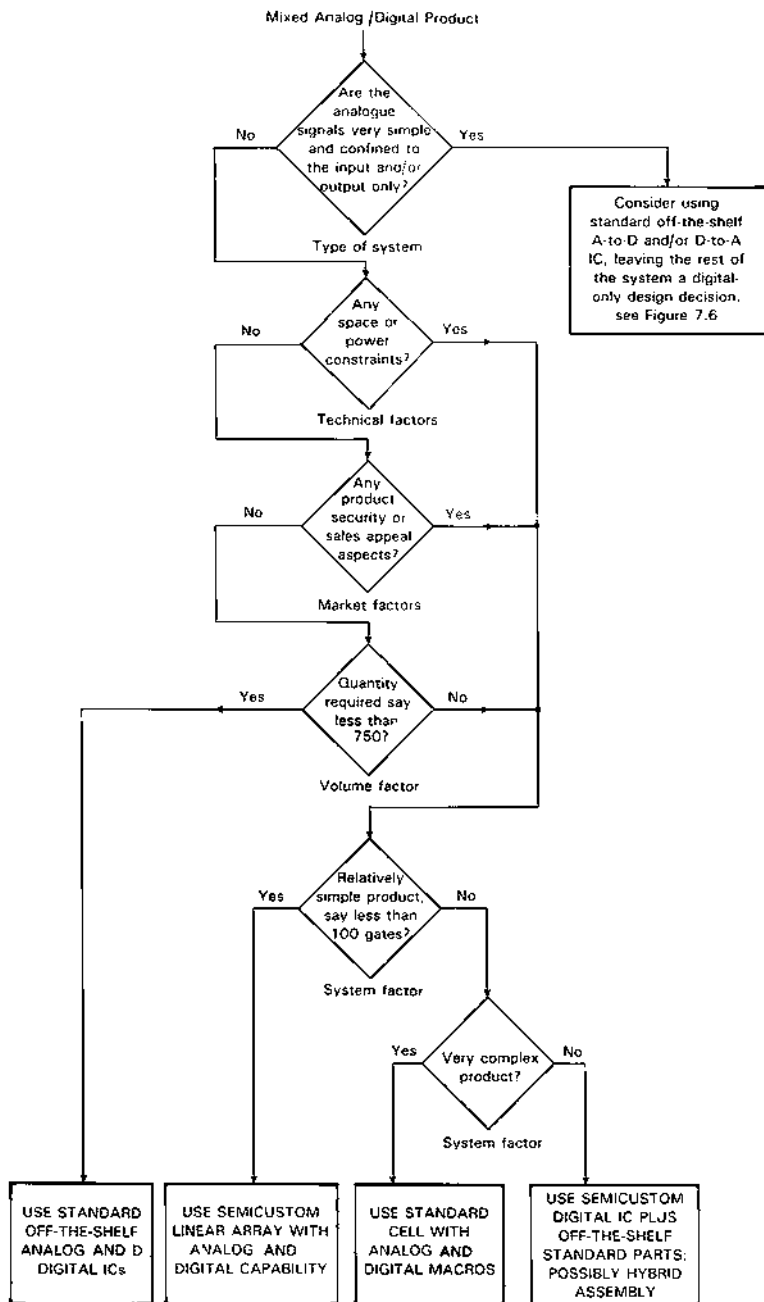 Mixed Analog/Digital Product
Are the
analogue
signals very simple
and confined to
the input and/or
output only?
No
Yes
Type of system
Consider using
standard off-the-shelf
A-to-D and/or D-to-A
IC, leaving the rest of
the system a digital-
only design decision,
see Figure 7.6
Any
space or
power
constraints?
No
Yes
Technical factors
Any
product
security or
sales appeal
aspects?
No
Yes
Market factors
Quantity
required say
less than
750?
Yes
No
Volume factor
Relatively
simple product,
say less than
100 gates?
Yes
No
System factor
Very complex
product?
Yes
No
System factor
USE STANDARD
OFF-THE-SHELF
ANALOG AND D
DIGITAL ICs
USE SEMICUSTOM
LINEAR ARRAY WITH
ANALOG AND
DIGITAL CAPABILITY
USE STANDARD
CELL WITH
ANALOG AND
DIGITAL MACROS
USE SEMICUSTOM
DIGITAL IC PLUS
OFF-THE-SHELF
STANDARD PARTS;
POSSIBLY HYBRID
ASSEMBLY